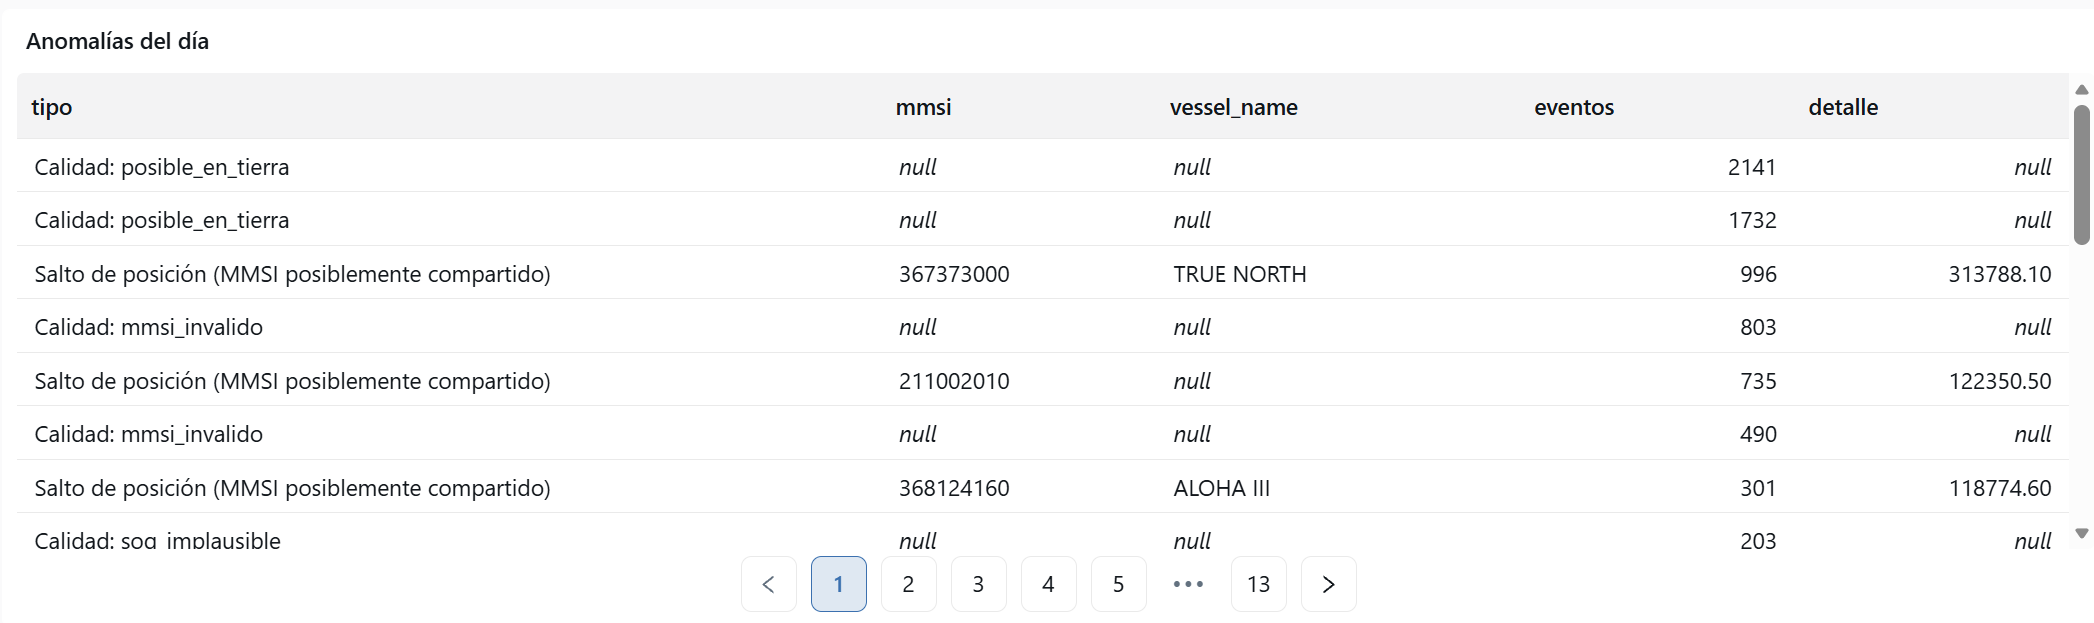 Anomalías del día
tipo mmsi vessel_name eventos detalle
Calidad: posible_en_tierra null null 2141 null
Calidad: posible_en_tierra null null 1732 null
Salto de posición (MMSI posiblemente compartido) 367373000 TRUE NORTH 996 313788.10
Calidad: mmsi_invalido null null 803 null
Salto de posición (MMSI posiblemente compartido) 211002010 null 735 122350.50
Calidad: mmsi_invalido null null 490 null
Salto de posición (MMSI posiblemente compartido) 368124160 ALOHA III 301 118774.60
Calidad: sog_implausible null null 203 null
1 2 3 4 5 ••• 13